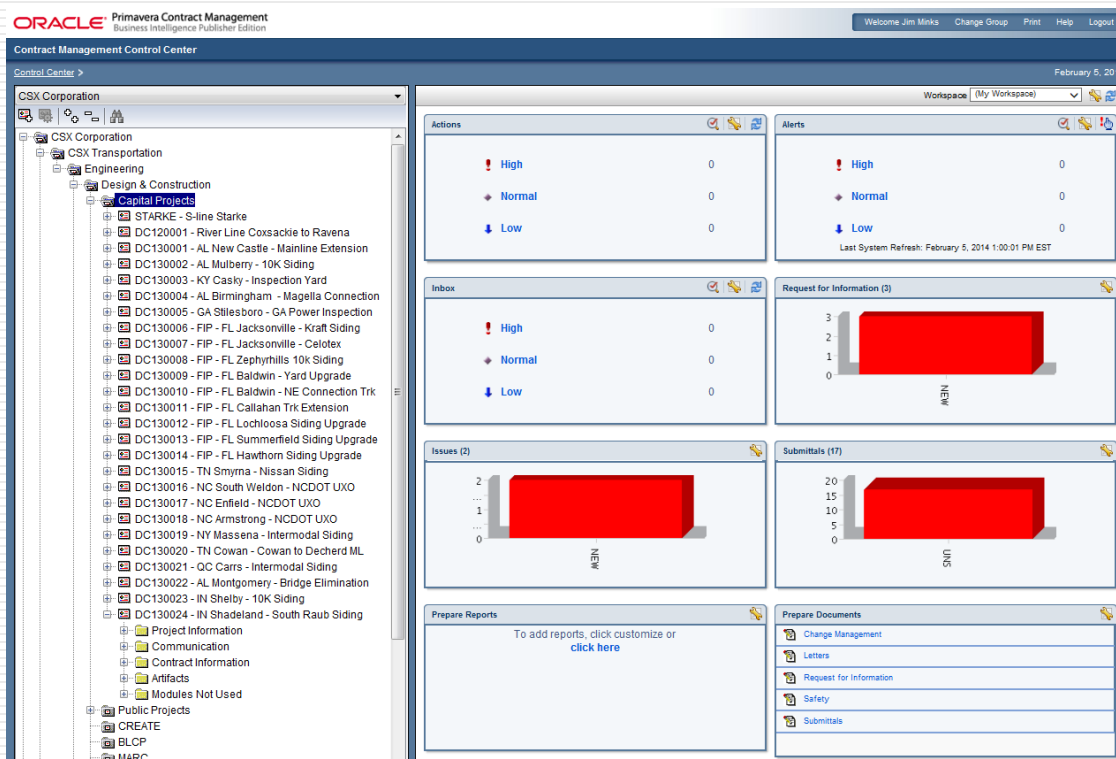 ORACLE Primavera Contract Management
Business Intelligence Publisher Edition
Welcome Jim Minks Change Group Print Help Logout
Contract Management Control Center
Control Center >
February 5, 20
CSX Corporation
Workspace (My Workspace)
CSX Corporation
CSX Transportation
Engineering
Design & Construction
Capital Projects
STARKE - S-line Starke
DC120001 - River Line Coxsackie to Ravena
DC130001 - AL New Castle - Mainline Extension
DC130002 - AL Mulberry - 10K Siding
DC130003 - KY Casky - Inspection Yard
DC130004 - AL Birmingham - Magella Connection
DC130005 - GA Stilesboro - GA Power Inspection
DC130006 - FIP - FL Jacksonville - Kraft Siding
DC130007 - FIP - FL Jacksonville - Celotex
DC130008 - FIP - FL Zephyrhills 10k Siding
DC130009 - FIP - FL Baldwin - Yard Upgrade
DC130010 - FIP - FL Baldwin - NE Connection Trk
DC130011 - FIP - FL Callahan Trk Extension
DC130012 - FIP - FL Lochloosa Siding Upgrade
DC130013 - FIP - FL Summerfield Siding Upgrade
DC130014 - FIP - FL Hawthorn Siding Upgrade
DC130015 - TN Smyrna - Nissan Siding
DC130016 - NC South Weldon - NCDOT UXO
DC130017 - NC Enfield - NCDOT UXO
DC130018 - NC Armstrong - NCDOT UXO
DC130019 - NY Massena - Intermodal Siding
DC130020 - TN Cowan - Cowan to Decherd ML
DC130021 - QC Carrs - Intermodal Siding
DC130022 - AL Montgomery - Bridge Elimination
DC130023 - IN Shelby - 10K Siding
DC130024 - IN Shadeland - South Raub Siding
Project Information
Communication
Contract Information
Artifacts
Modules Not Used
Public Projects
CREATE
BLCP
MARC
Actions
High 0
Normal 0
Low 0
Alerts
High 0
Normal 0
Low 0
Last System Refresh: February 5, 2014 1:00:01 PM EST
Inbox
High 0
Normal 0
Low 0
Request for Information (3)
3
2
1
0
NEW
Issues (2)
2
...
1
...
0
NEW
Submittals (17)
20
15
10
5
0
UNS
Prepare Reports
To add reports, click customize or
click here
Prepare Documents
Change Management
Letters
Request for Information
Safety
Submittals